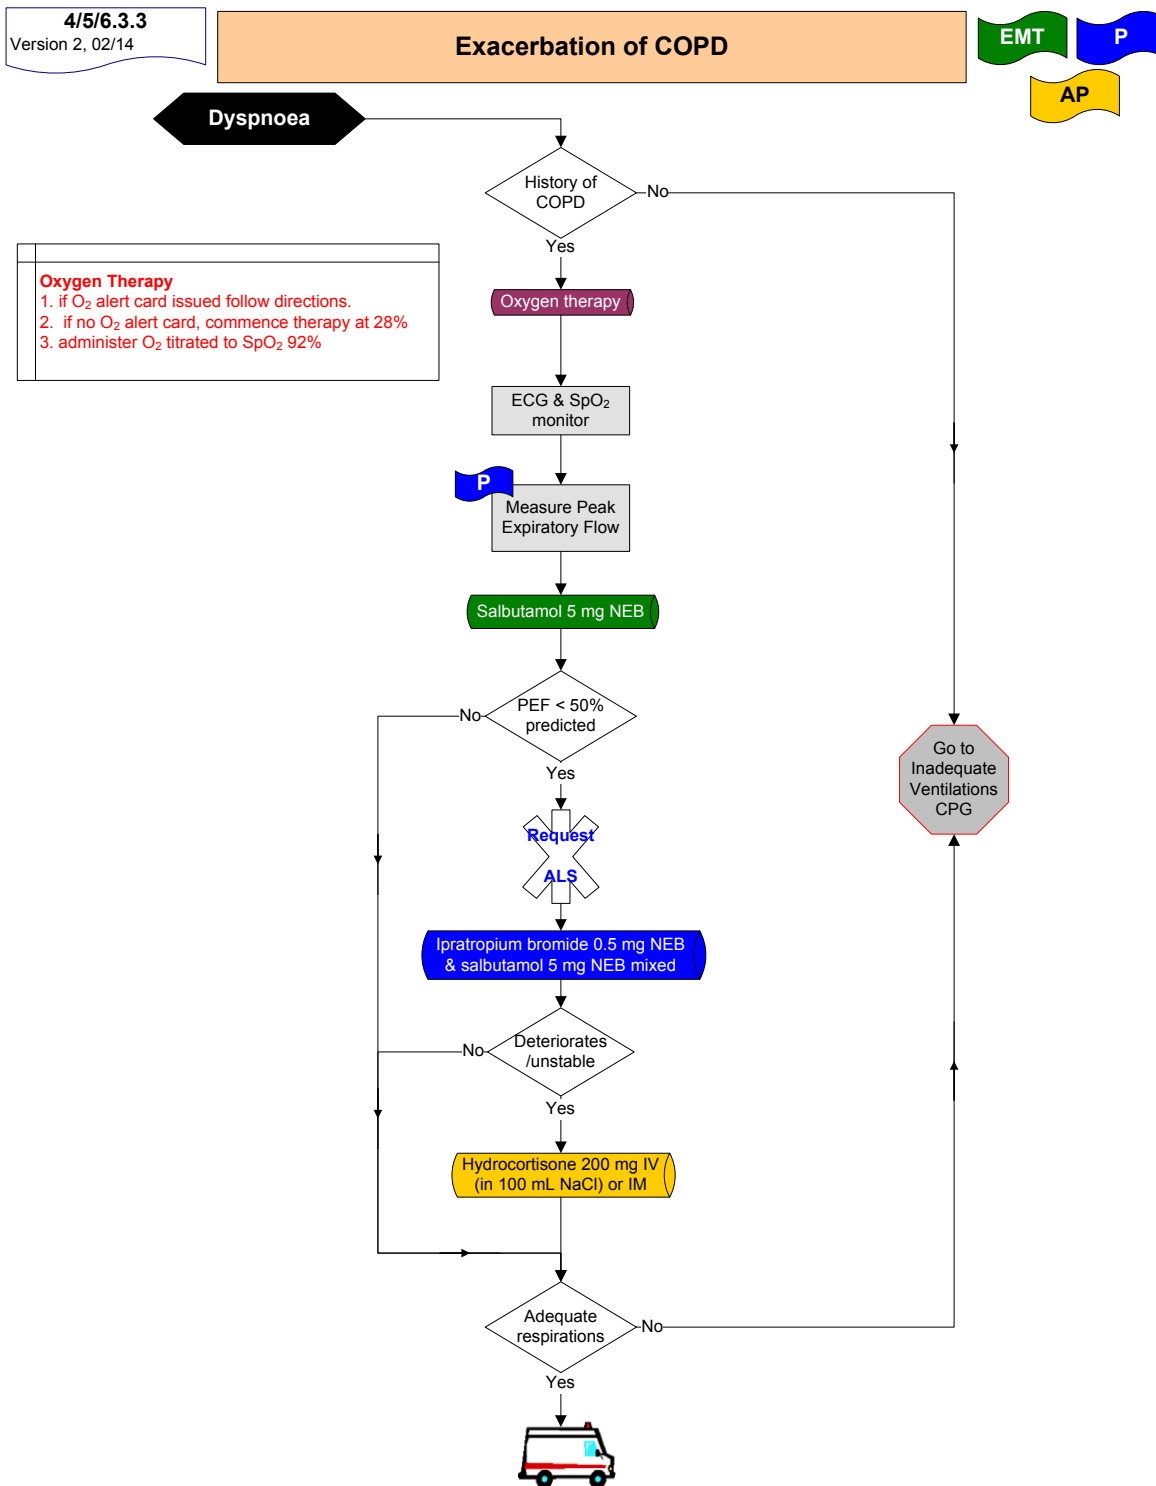 4/5/6.3.3
Version 2, 02/14
Exacerbation of COPD
EMT
P
AP
Dyspnoea
History of
COPD
No
Yes
Oxygen Therapy
1. if O₂ alert card issued follow directions.
2.  if no O₂ alert card, commence therapy at 28%
3. administer O₂ titrated to SpO₂ 92%
Oxygen therapy
ECG & SpO₂
monitor
P
Measure Peak
Expiratory Flow
Salbutamol 5 mg NEB
PEF < 50%
predicted
No
Yes
Go to
Inadequate
Ventilations
CPG
Request
ALS
Ipratropium bromide 0.5 mg NEB
& salbutamol 5 mg NEB mixed
Deteriorates
/unstable
No
Yes
Hydrocortisone 200 mg IV
(in 100 mL NaCl) or IM
Adequate
respirations
No
Yes